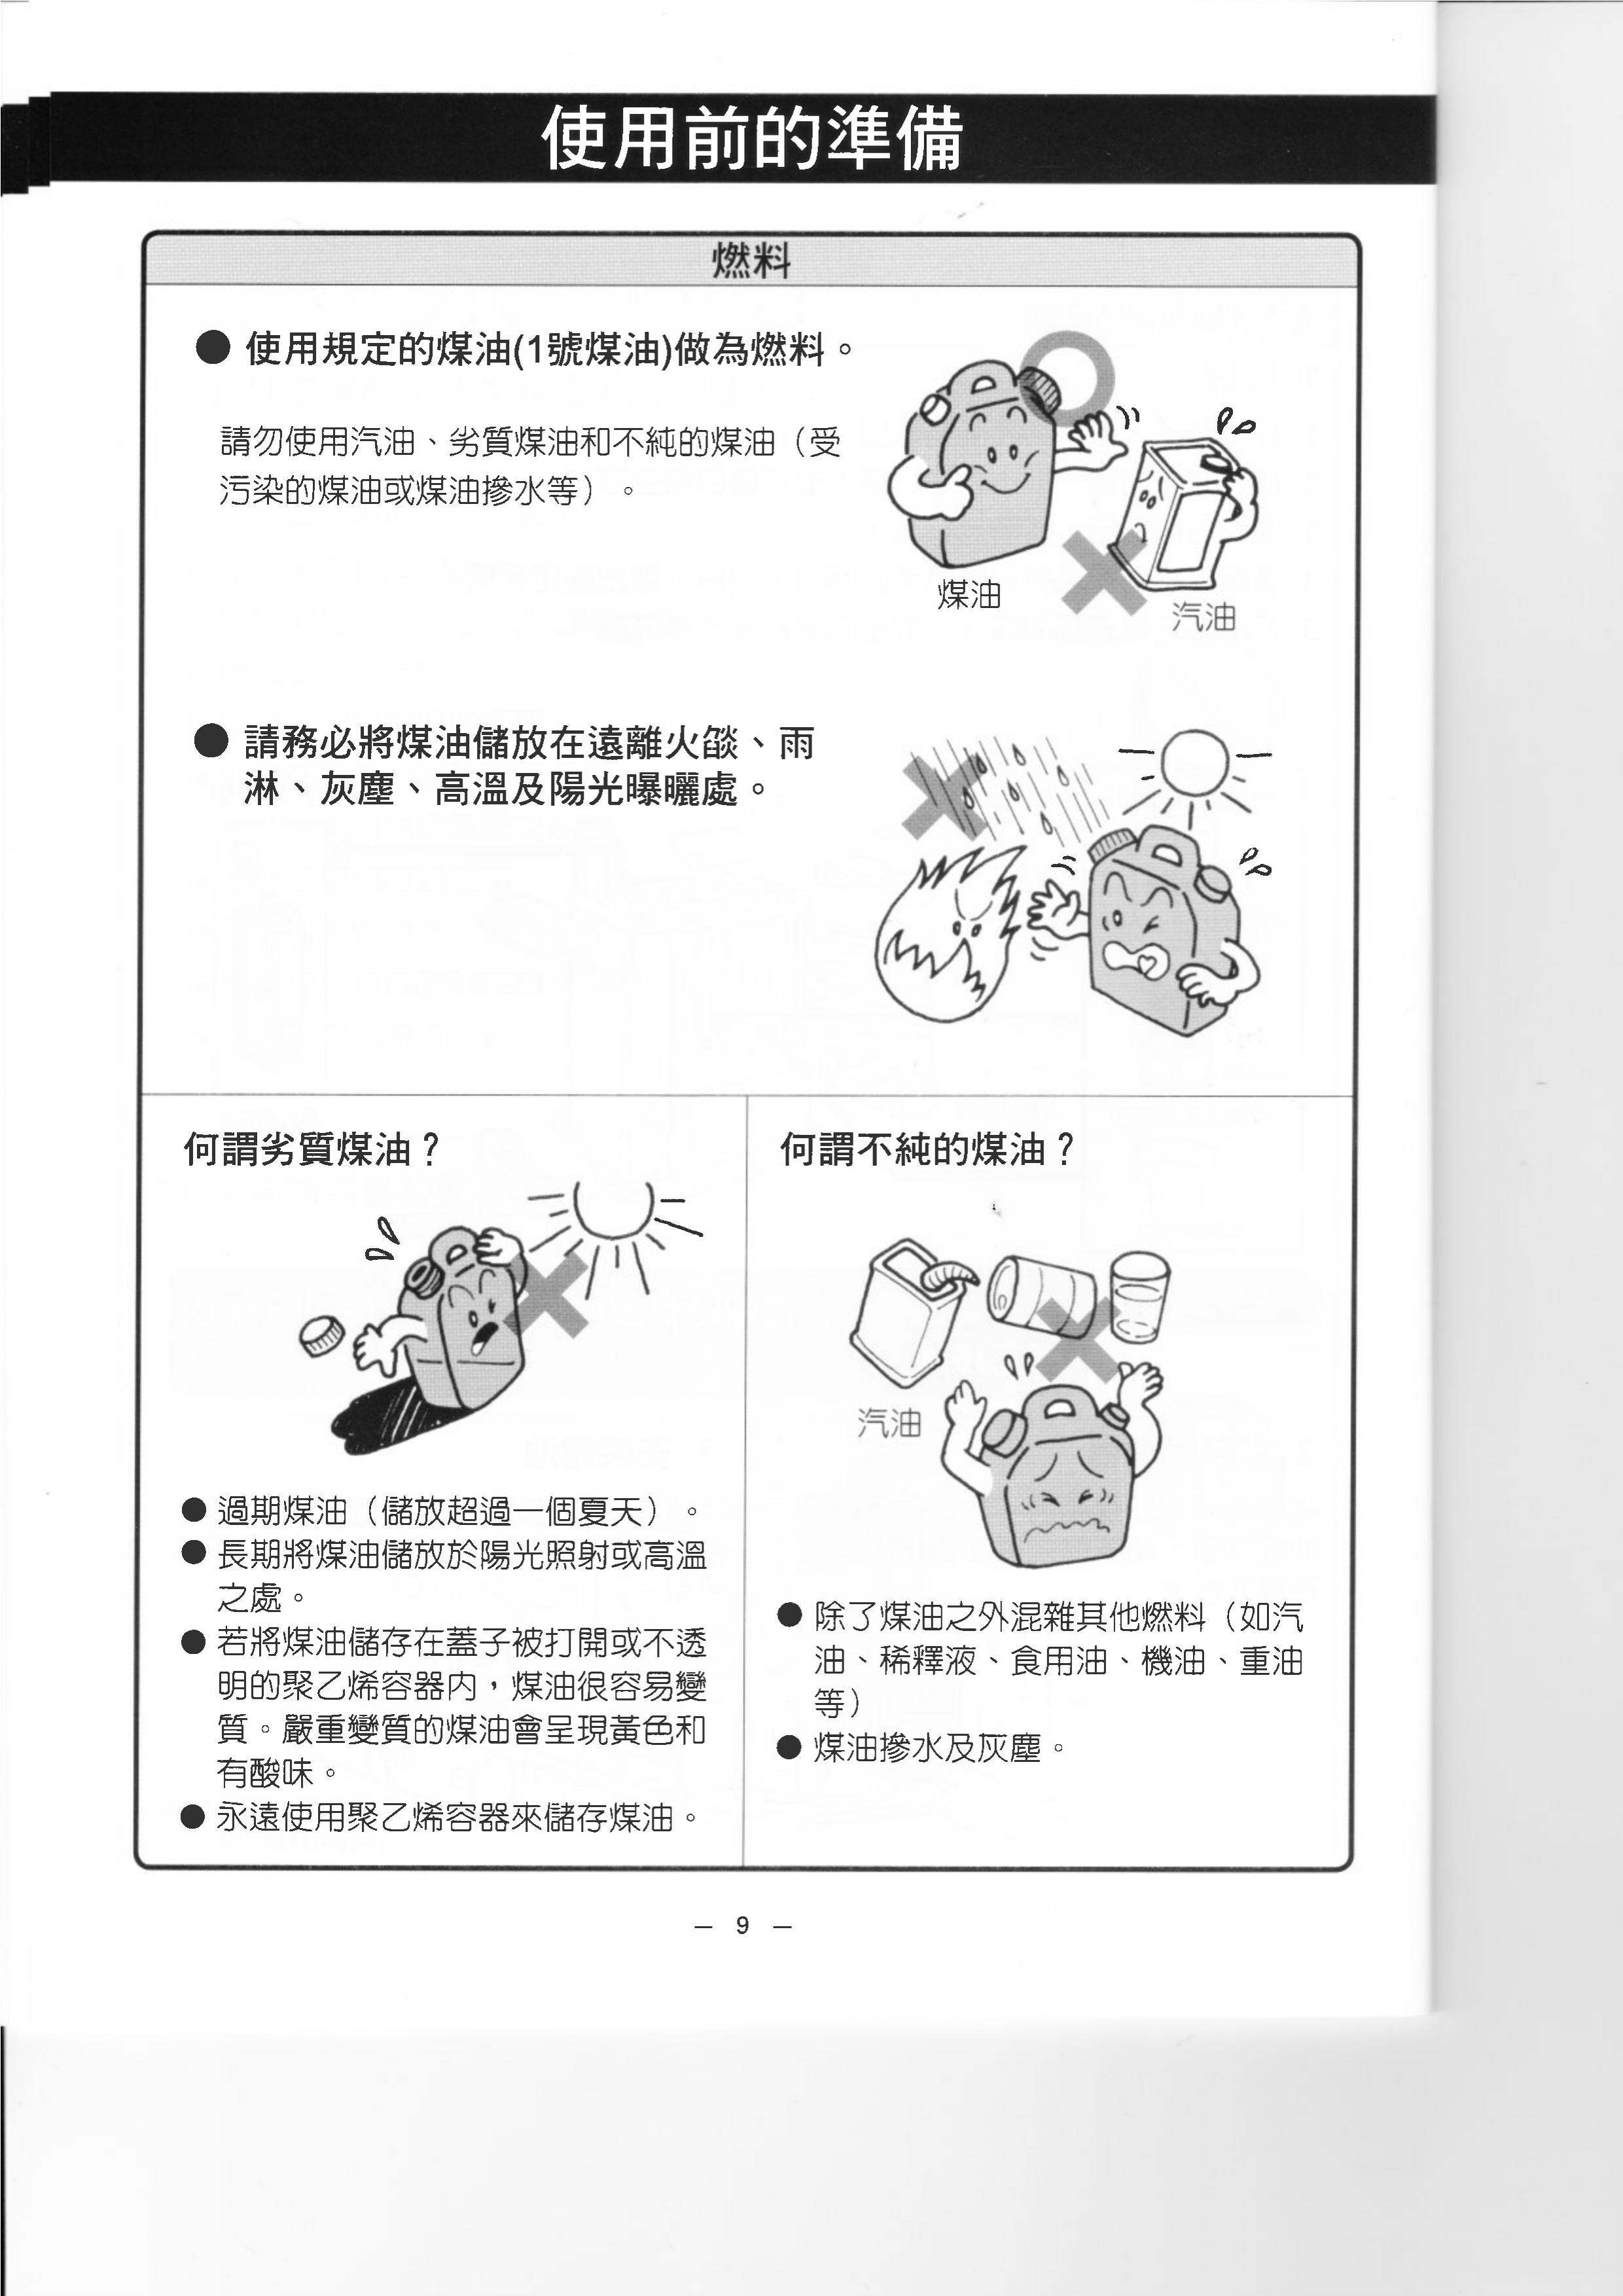 使用前的準備
燃料
● 使用規定的煤油(1號煤油)做為燃料。
請勿使用汽油、劣質煤油和不純的煤油（受
污染的煤油或煤油摻水等）。
煤油
汽油
● 請務必將煤油儲放在遠離火燄、雨
淋、灰塵、高溫及陽光曝曬處。
何謂劣質煤油？
● 過期煤油（儲放超過一個夏天）。
● 長期將煤油儲放於陽光照射或高溫
之處。
● 若將煤油儲存在蓋子被打開或不透
明的聚乙烯容器內，煤油很容易變
質。嚴重變質的煤油會呈現黃色和
有酸味。
● 永遠使用聚乙烯容器來儲存煤油。
何謂不純的煤油？
汽油
● 除了煤油之外混雜其他燃料（如汽
油、稀釋液、食用油、機油、重油
等）
● 煤油摻水及灰塵。
— 9 —